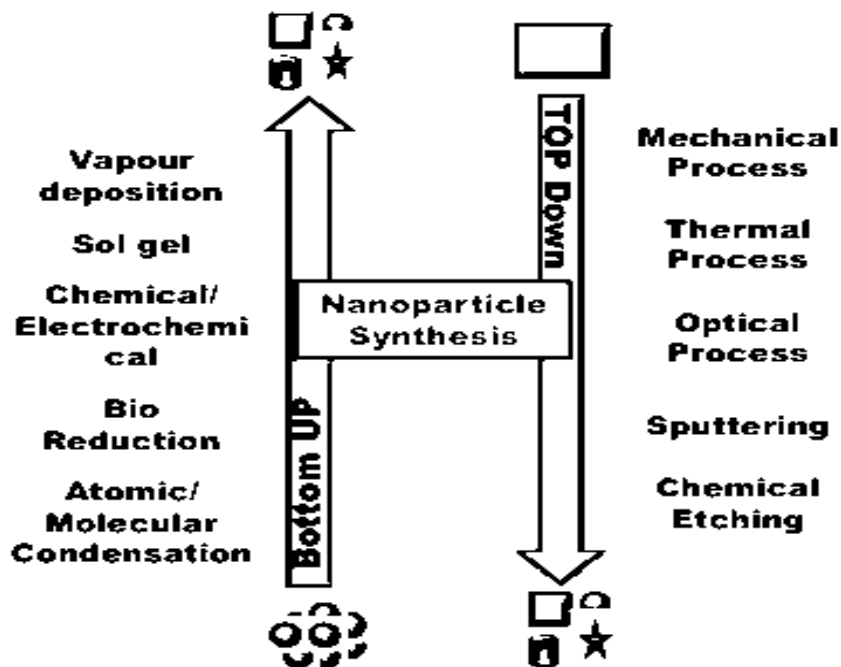 Vapour
deposition
Sol gel
Chemical/
Electrochemi
cal
Bio
Reduction
Atomic/
Molecular
Condensation
Bottom UP
Nanoparticle
Synthesis
TOP Down
Mechanical
Process
Thermal
Process
Optical
Process
Sputtering
Chemical
Etching